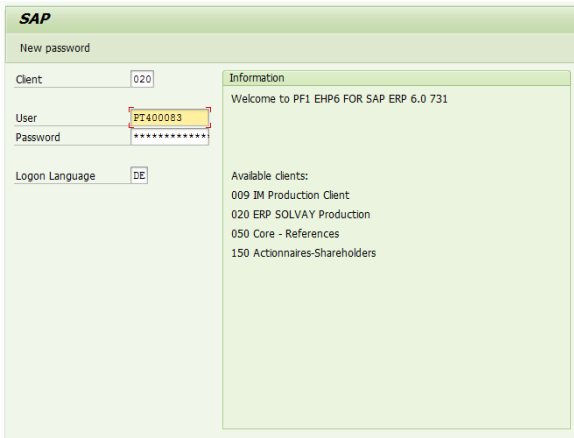 SAP
New password
Client 020
User PT400083
Password ************
Logon Language DE
Information
Welcome to PF1 EHP6 FOR SAP ERP 6.0 731
Available clients:
009 IM Production Client
020 ERP SOLVAY Production
050 Core - References
150 Actionnaires-Shareholders